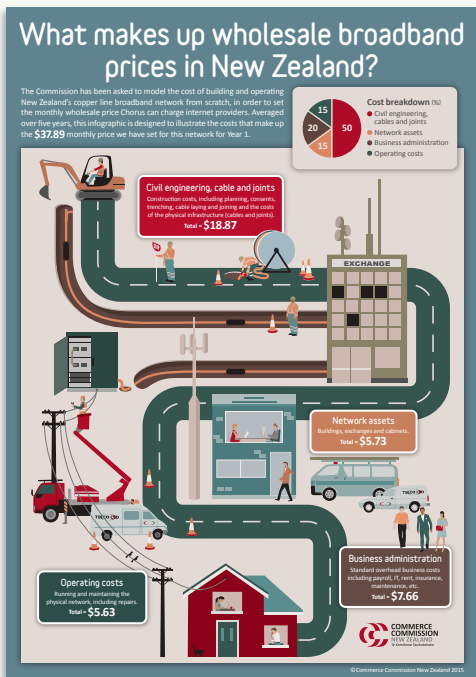 What makes up wholesale broadband
prices in New Zealand?
The Commission has been asked to model the cost of building and operating
New Zealand's copper line broadband network from scratch, in order to set
the monthly wholesale price Chorus can charge internet providers. Averaged
over five years, this infographic is designed to illustrate the costs that make up
the $37.89 monthly price we have set for this network for Year 1.
15
20
15
50
Cost breakdown (%)
Civil engineering,
cables and joints
Network assets
Business administration
Operating costs
Civil engineering, cable and joints
Construction costs, including planning, consents,
trenching, cable laying and joining and the costs
of the physical infrastructure (cables and joints).
Total = $18.87
EXCHANGE
Network assets
Buildings, exchanges and cabinets.
Total = $5.73
Business administration
Standard overhead business costs
including payroll, IT, rent, insurance,
maintenance, etc.
Total = $7.66
Operating costs
Running and maintaining the
physical network, including repairs.
Total = $5.63
COMMERCE
COMMISSION
NEW ZEALAND
Te Komihana Tauhokohoko
© Commerce Commission New Zealand 2015